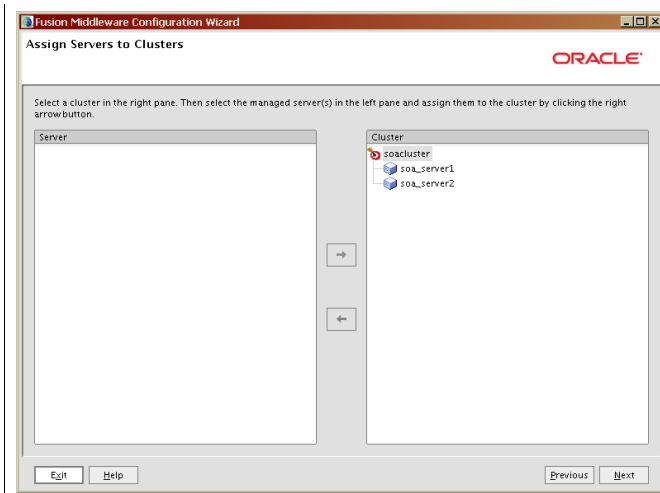 Fusion Middleware Configuration Wizard
Assign Servers to Clusters
ORACLE
Select a cluster in the right pane. Then select the managed server(s) in the left pane and assign them to the cluster by clicking the right
arrow button.
Server
Cluster
soacluster
soa_server1
soa_server2
Exit Help Previous Next